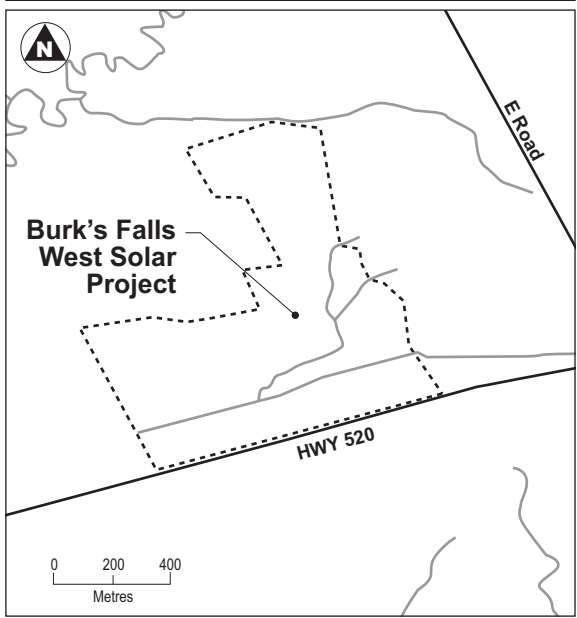 N
E Road
Burk's Falls
West Solar
Project
HWY 520
0 200 400
Metres